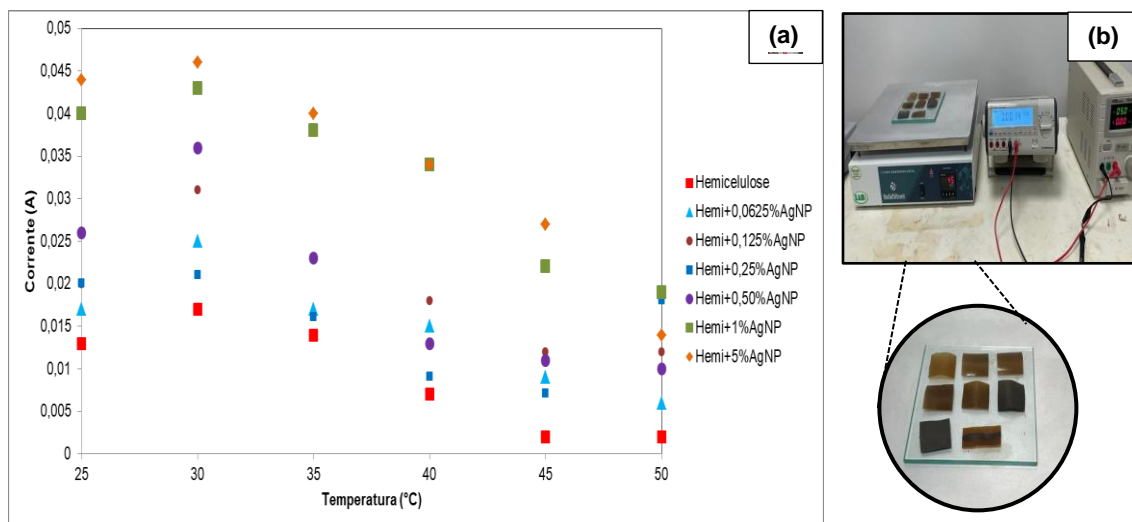 (a)
(b)
Corrente (A)
0,05
0,045
0,04
0,035
0,03
0,025
0,02
0,015
0,01
0,005
0
25
30
35
40
45
50
Temperatura (°C)
Hemicelulose
Hemi+0,0625%AgNP
Hemi+0,125%AgNP
Hemi+0,25%AgNP
Hemi+0,50%AgNP
Hemi+1%AgNP
Hemi+5%AgNP